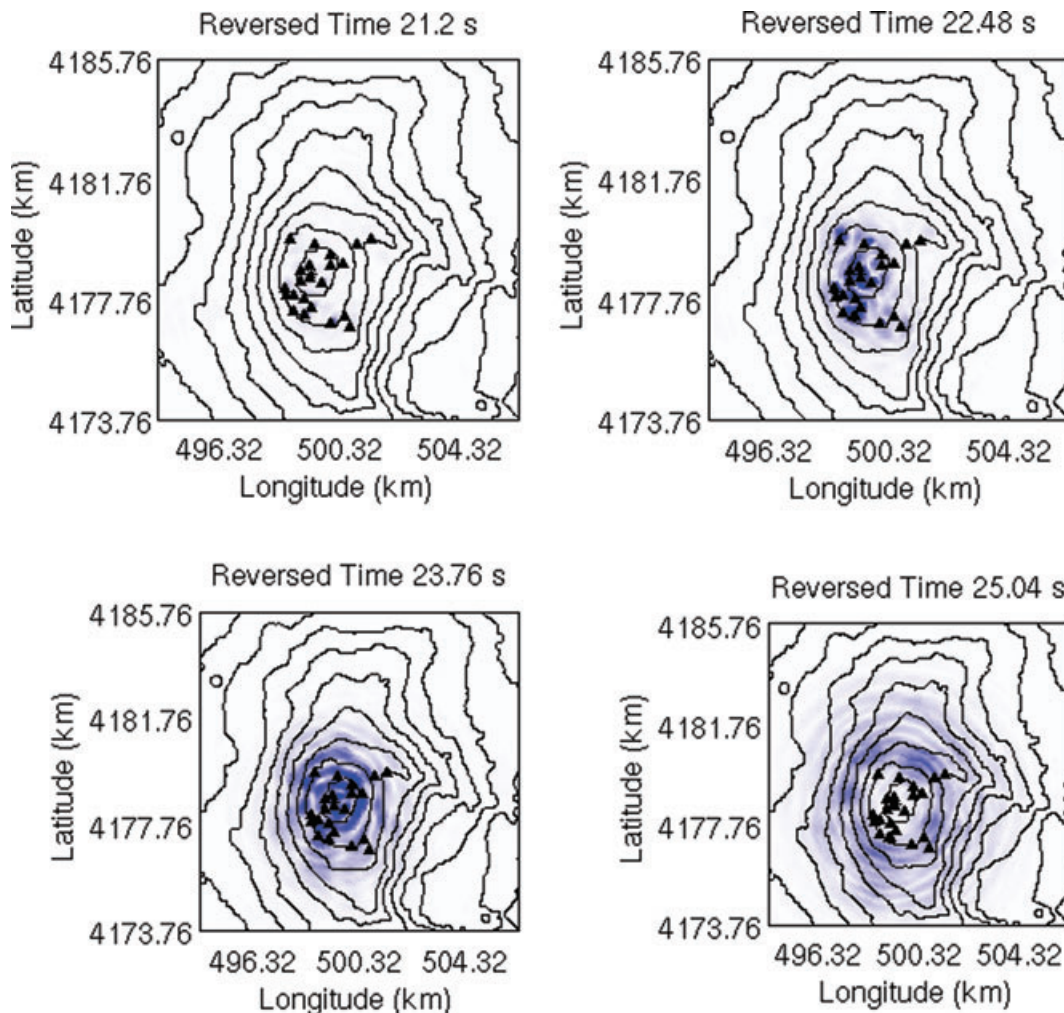 Reversed Time 21.2 s
4185.76
4181.76
4177.76
4173.76
Latitude (km)
496.32 500.32 504.32
Longitude (km)
Reversed Time 22.48 s
4185.76
4181.76
4177.76
4173.76
Latitude (km)
496.32 500.32 504.32
Longitude (km)
Reversed Time 23.76 s
4185.76
4181.76
4177.76
4173.76
Latitude (km)
496.32 500.32 504.32
Longitude (km)
Reversed Time 25.04 s
4185.76
4181.76
4177.76
4173.76
Latitude (km)
496.32 500.32 504.32
Longitude (km)